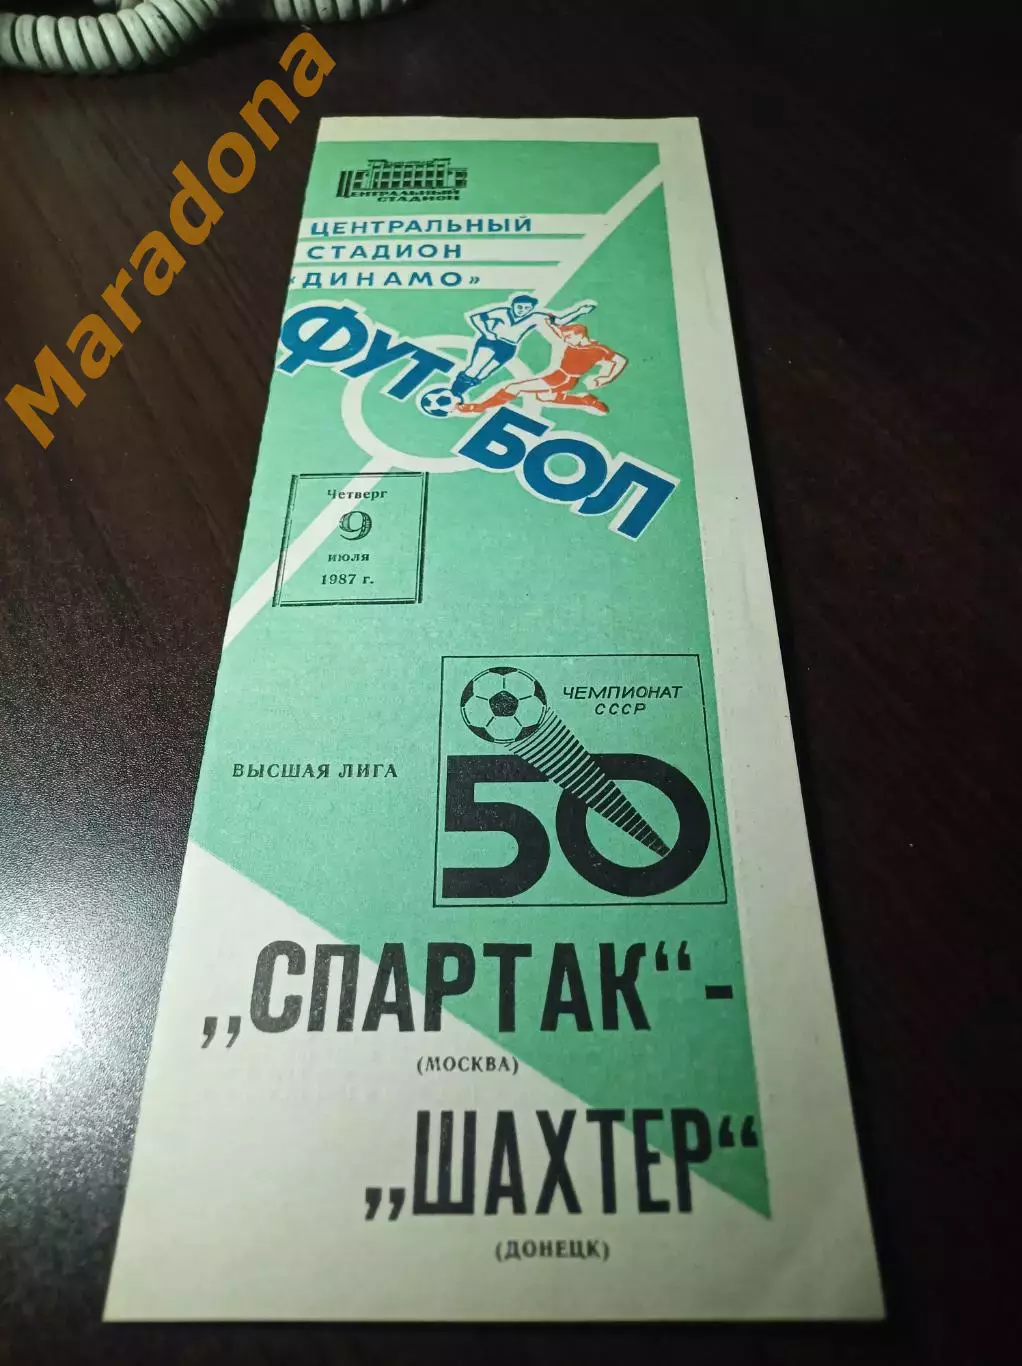 Maradona
ЦЕНТРАЛЬНЫЙ
СТАДИОН
ЦЕНТРАЛЬНЫЙ
СТАДИОН
«ДИНАМО»
ФУТ
БОЛ
Четверг
9
июля
1987 г.
ЧЕМПИОНАТ
СССР
50
ВЫСШАЯ ЛИГА
„СПАРТАК“-
(МОСКВА)
„ШАХТЕР“
(ДОНЕЦК)